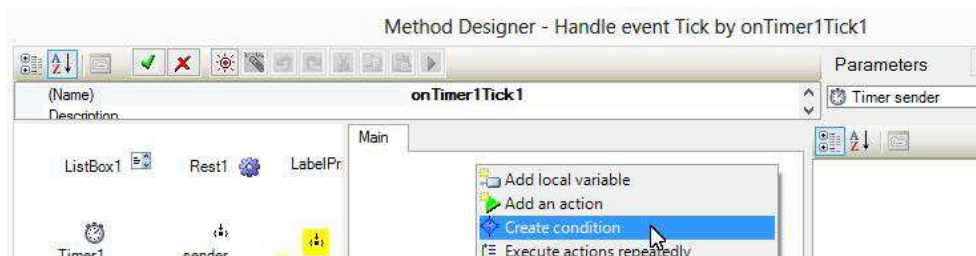 Method Designer - Handle event Tick by onTimer1Tick1
Parameters
(Name) onTimer1Tick1
Timer sender
Description
Main
ListBox1 Rest1 LabelPr
Add local variable
Add an action
Create condition
Timer1 sender
Execute actions repeatedly